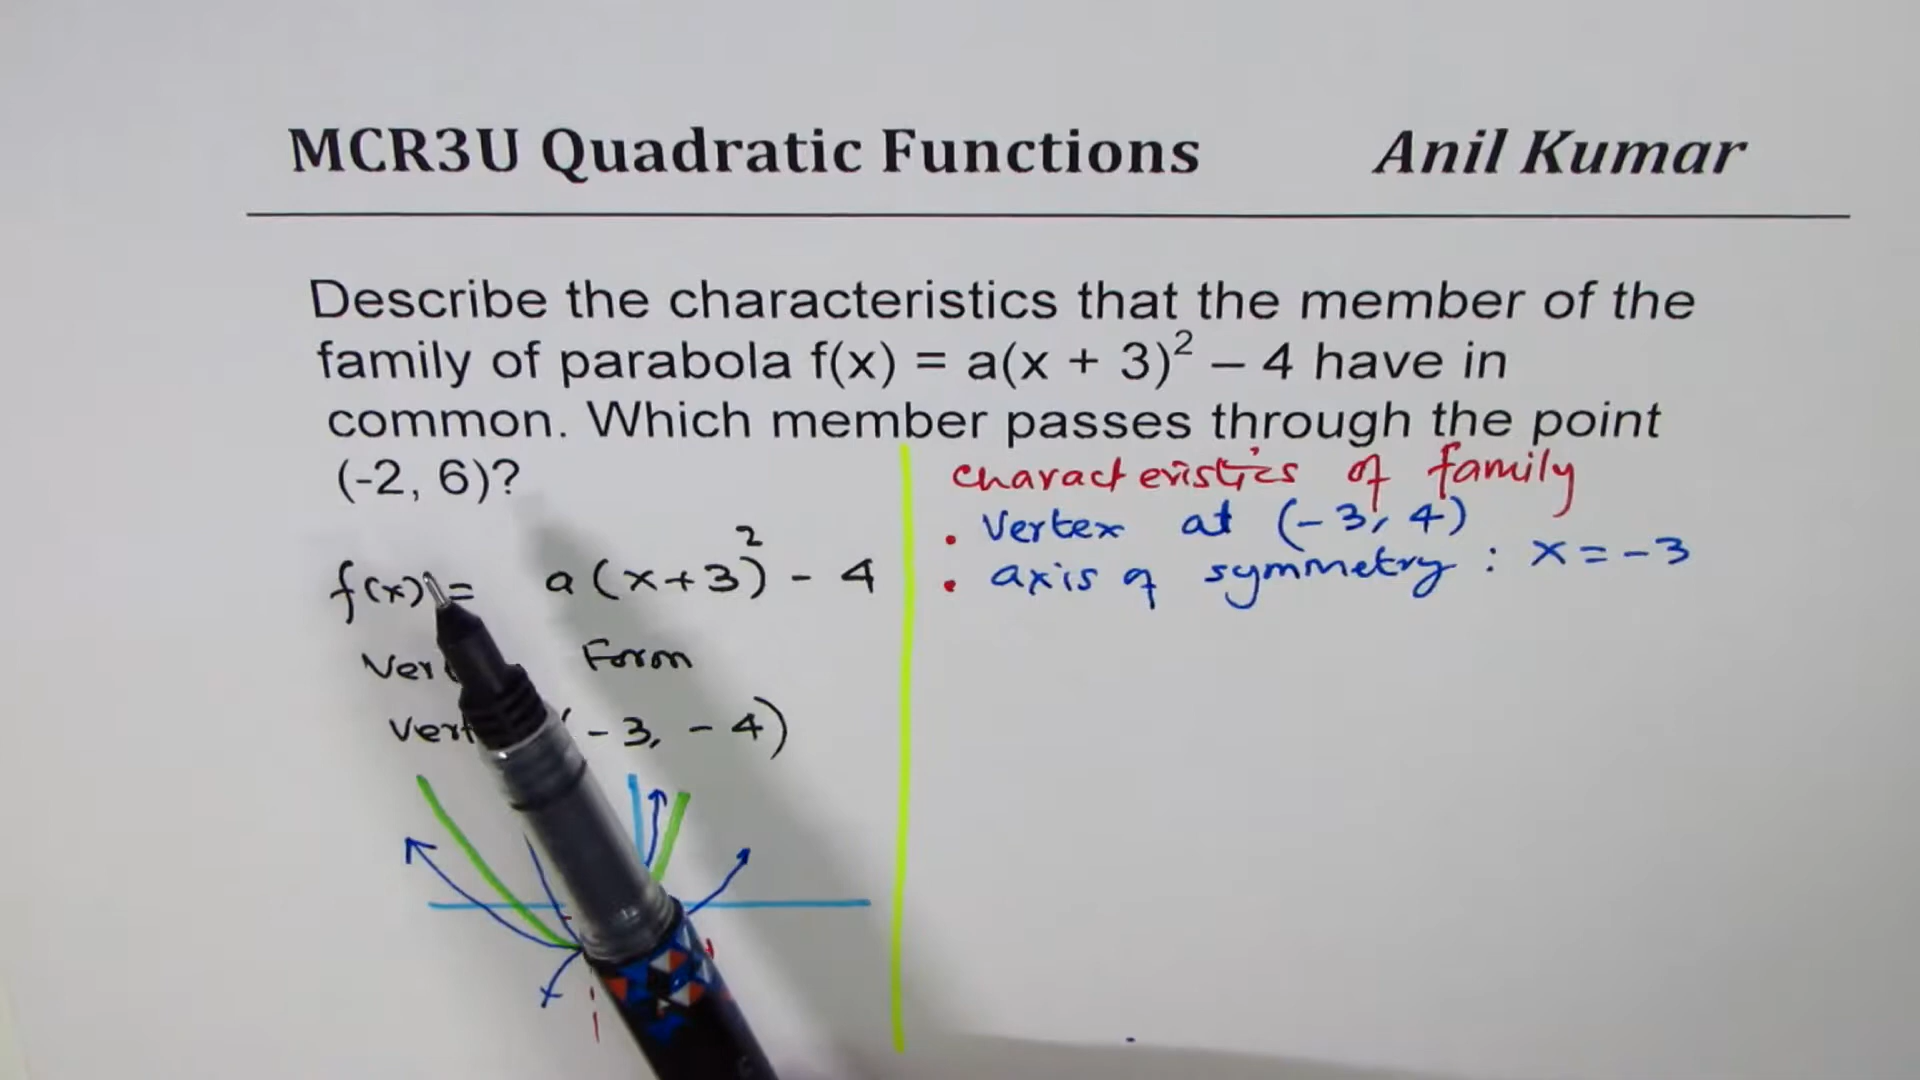 MCR3U Quadratic Functions Anil Kumar
Describe the characteristics that the member of the
family of parabola f(x) = a(x + 3)² – 4 have in
common. Which member passes through the point
(-2, 6)?
f(x) = a(x+3)² - 4
Form
-3, -4)
characteristics of family
• Vertex at (-3, 4)
• axis of symmetry : x = -3